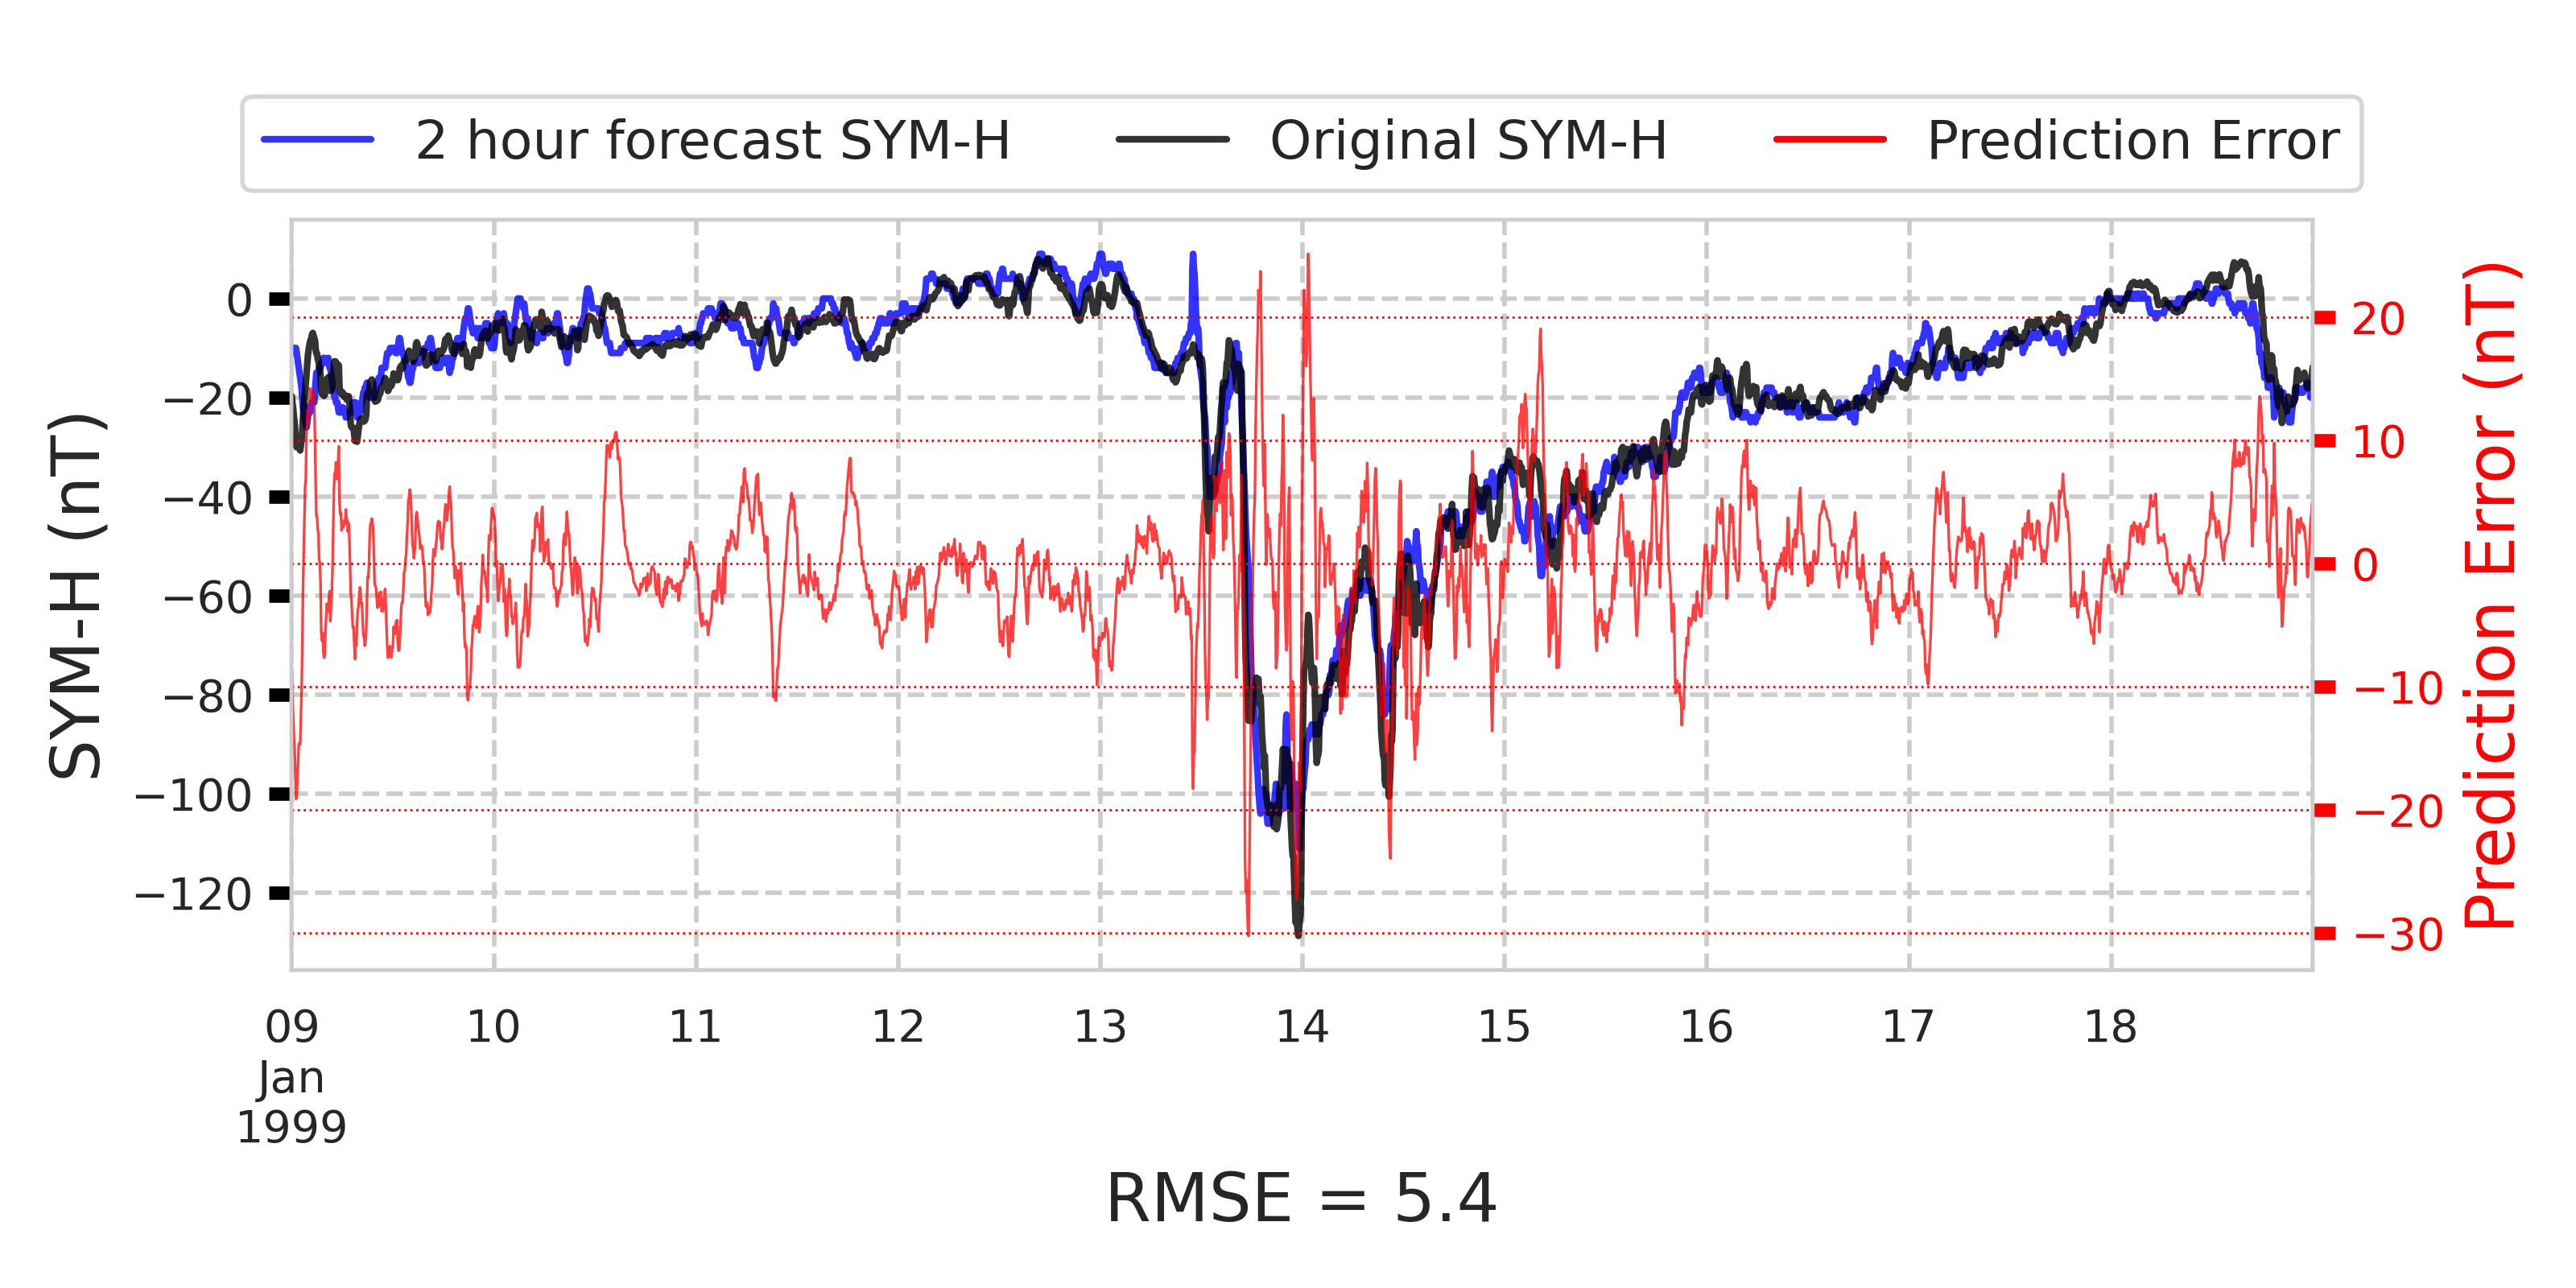 2 hour forecast SYM-H Original SYM-H Prediction Error
SYM-H (nT)
0
−20
−40
−60
−80
−100
−120
20
10
0
−10
−20
−30
Prediction Error (nT)
09 10 11 12 13 14 15 16 17 18
Jan
1999
RMSE = 5.4